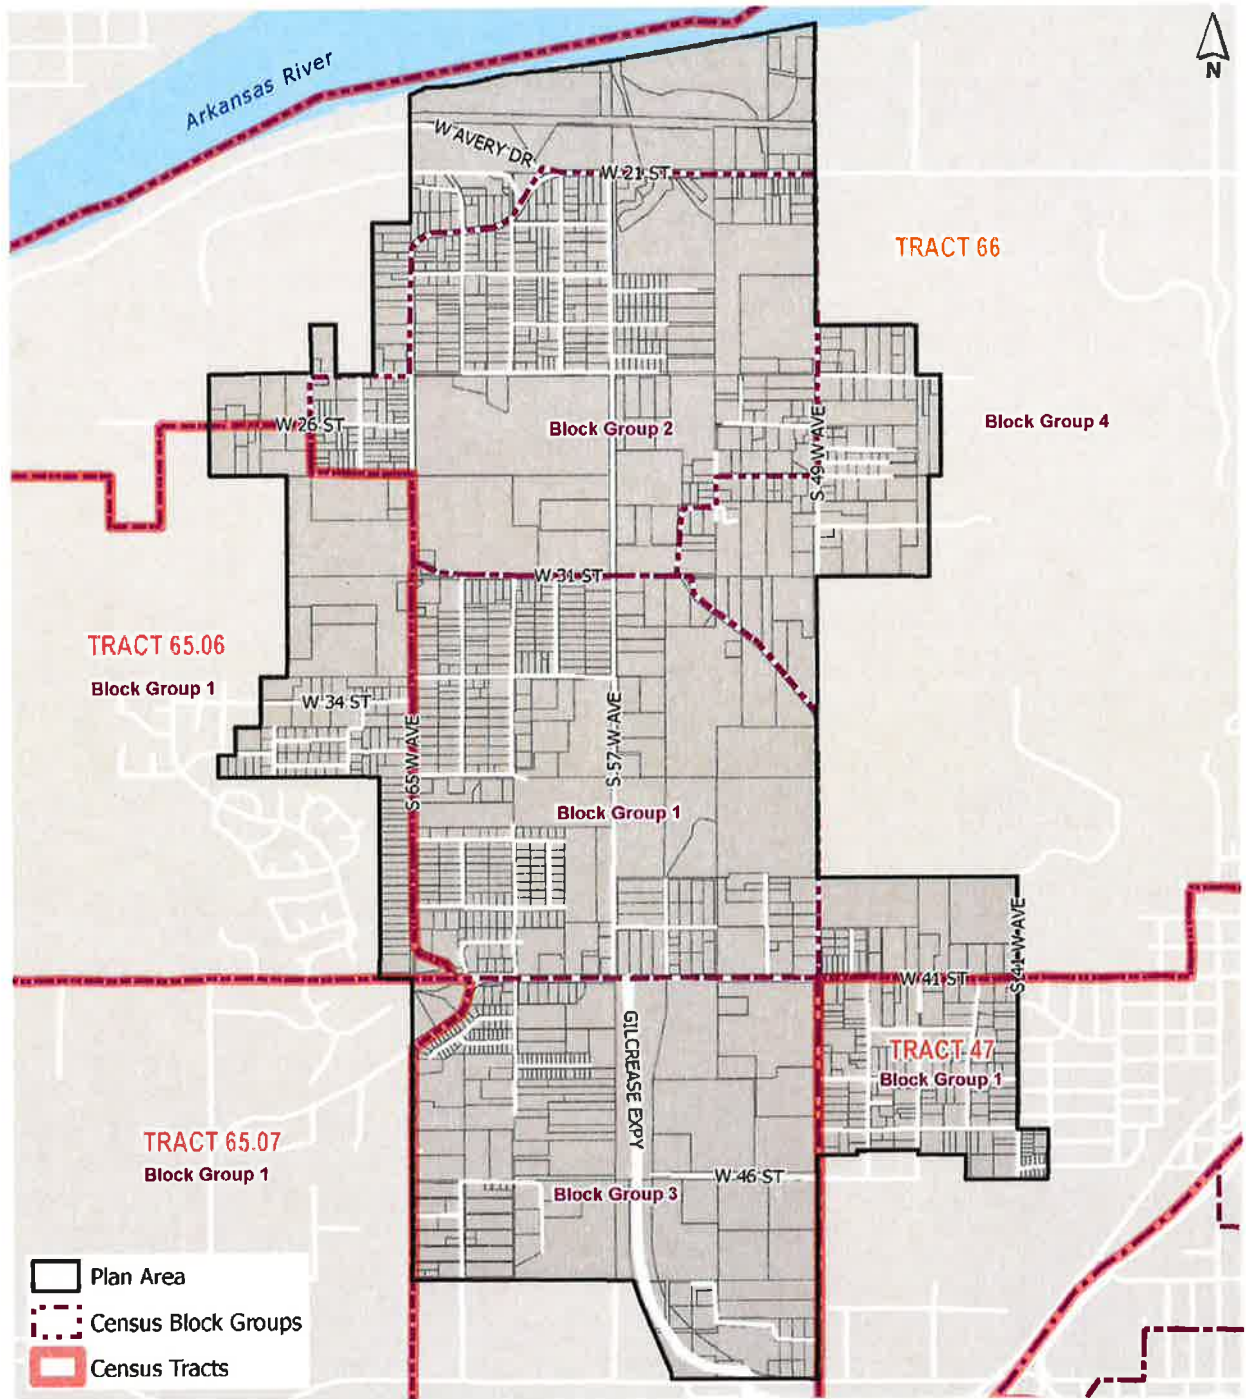 N
Arkansas River
W AVERY DR
W 21 ST
TRACT 66
W 26 ST
Block Group 2
S 49 W AVE
Block Group 4
W 31 ST
TRACT 65.06
Block Group 1
W 34 ST
S 65 W AVE
S 57 W AVE
Block Group 1
S 41 W AVE
W 41 ST
GILCREASE EXPY
TRACT 47
Block Group 1
TRACT 65.07
Block Group 1
W 46 ST
Block Group 3
Plan Area
Census Block Groups
Census Tracts